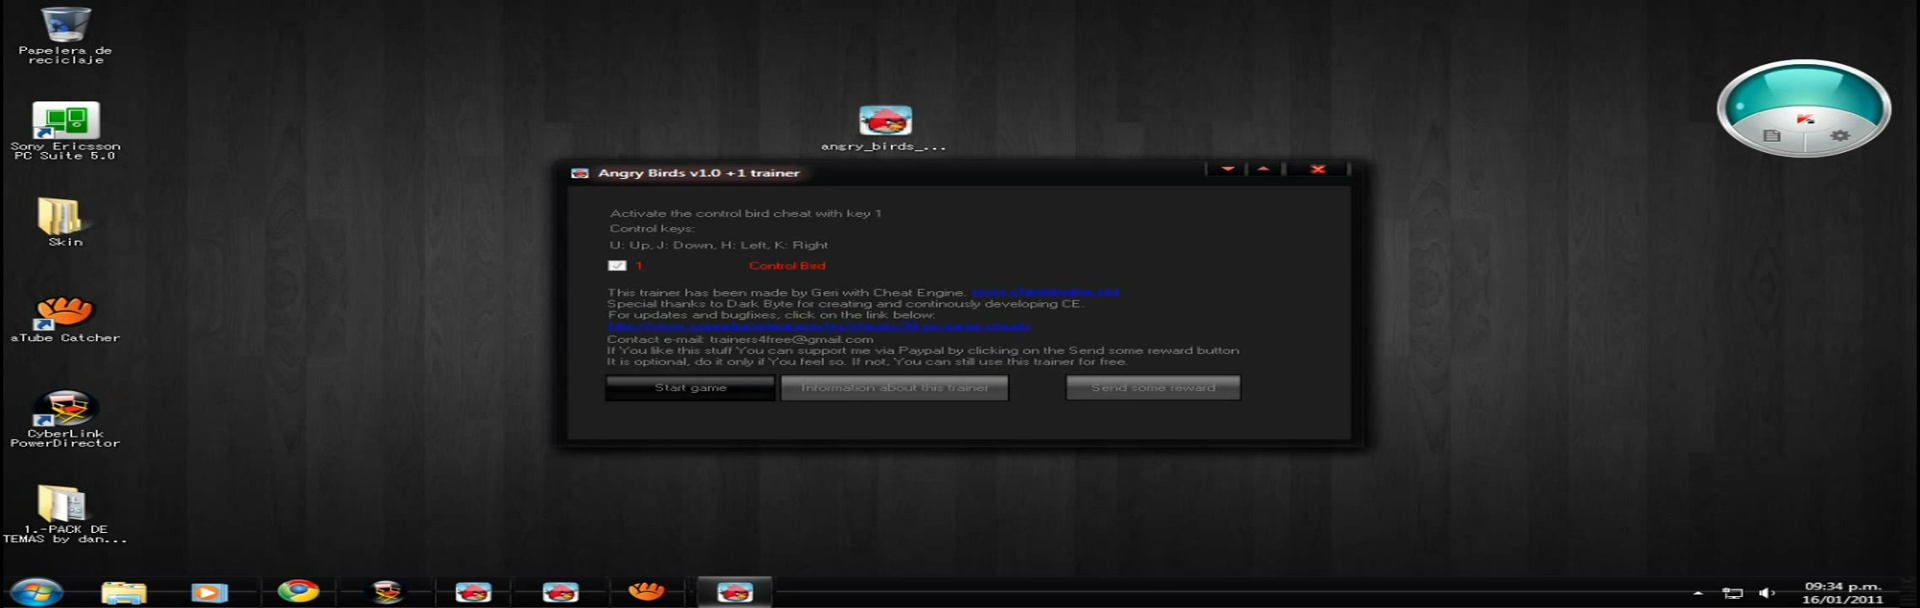 Papelera de
reciclaje
Sony Ericsson
PC Suite 5.0
Skin
aTube Catcher
CyberLink
PowerDirector
1.-PACK DE
TEMAS by dan...
angry_birds_...
Angry Birds v1.0 +1 trainer
Activate the control bird cheat with key 1
Control keys:
U: Up, J: Down, H: Left, K: Right
1 Control Bird
This trainer has been made by Geri with Cheat Engine.
Special thanks to Dark Byte for creating and continously developing CE.
For updates and bugfixes, click on the link below:
Contact e-mail: trainers4free@gmail.com
If You like this stuff You can support me via Paypal by clicking on the Send some reward button
It is optional, do it only if You feel so. If not, You can still use this trainer for free.
Start game Information about this trainer Send some reward
09:34 p.m.
16/01/2011